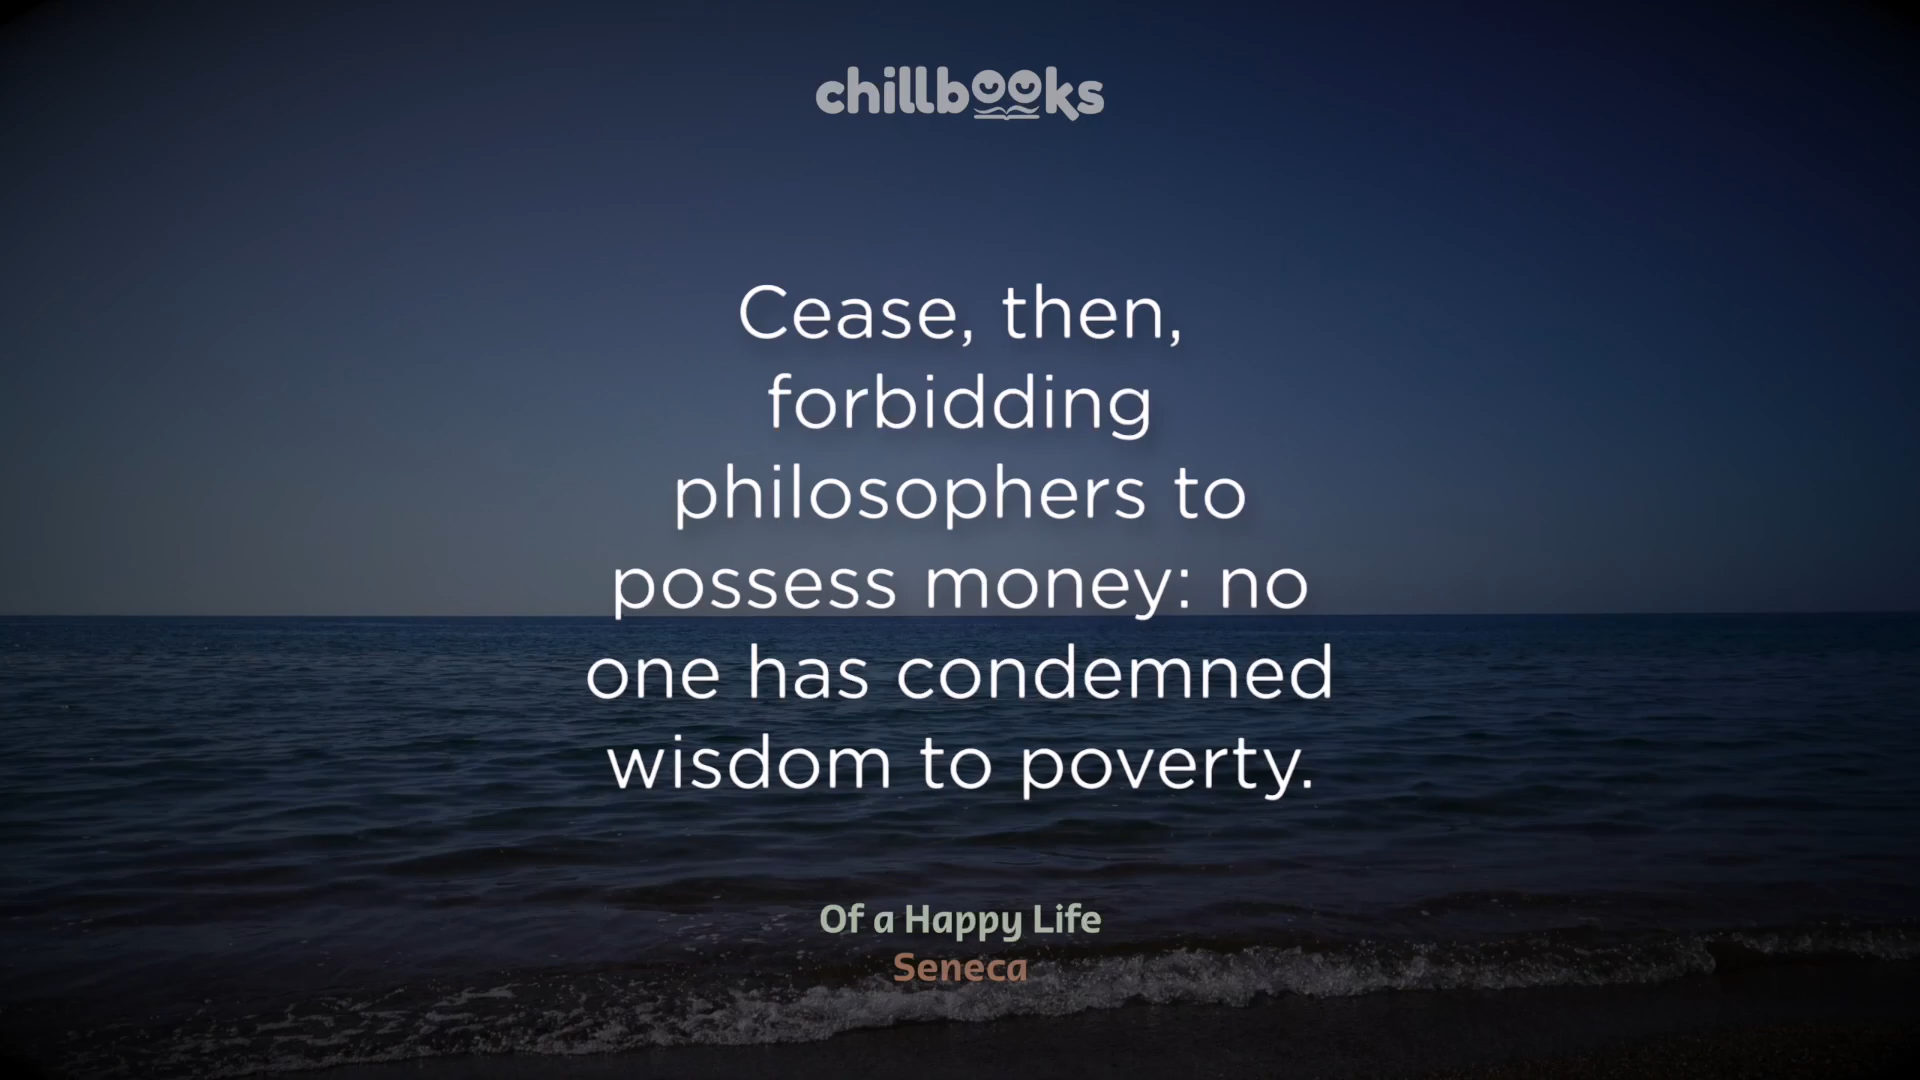 chillbooks
Cease, then,
forbidding
philosophers to
possess money: no
one has condemned
wisdom to poverty.
Of a Happy Life
Seneca